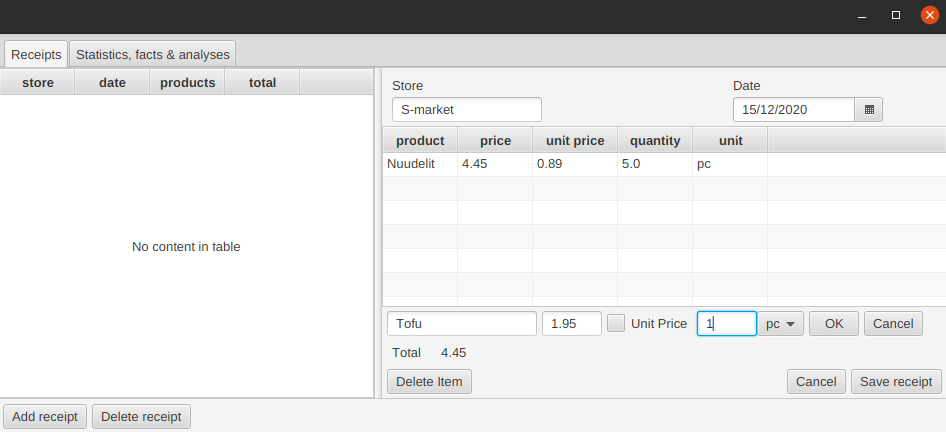 Receipts Statistics, facts & analyses
store date products total
No content in table
Add receipt Delete receipt
Store Date
S-market 15/12/2020
product price unit price quantity unit
Nuudelit 4.45 0.89 5.0 pc
Tofu 1.95 Unit Price 1 pc OK Cancel
Total 4.45
Delete Item Cancel Save receipt